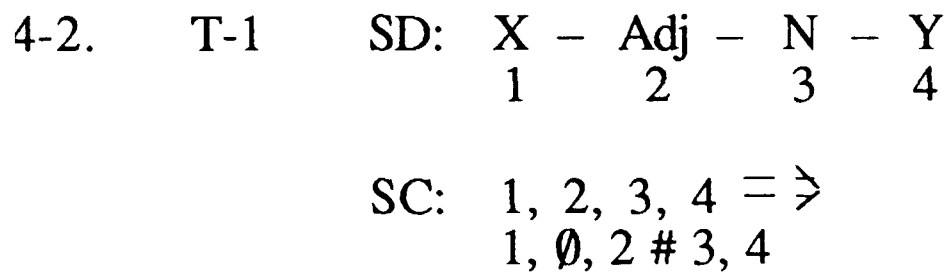 4-2. T-1 SD: X – Adj – N – Y
1 2 3 4
SC: 1, 2, 3, 4 =>
1, ∅, 2 # 3, 4